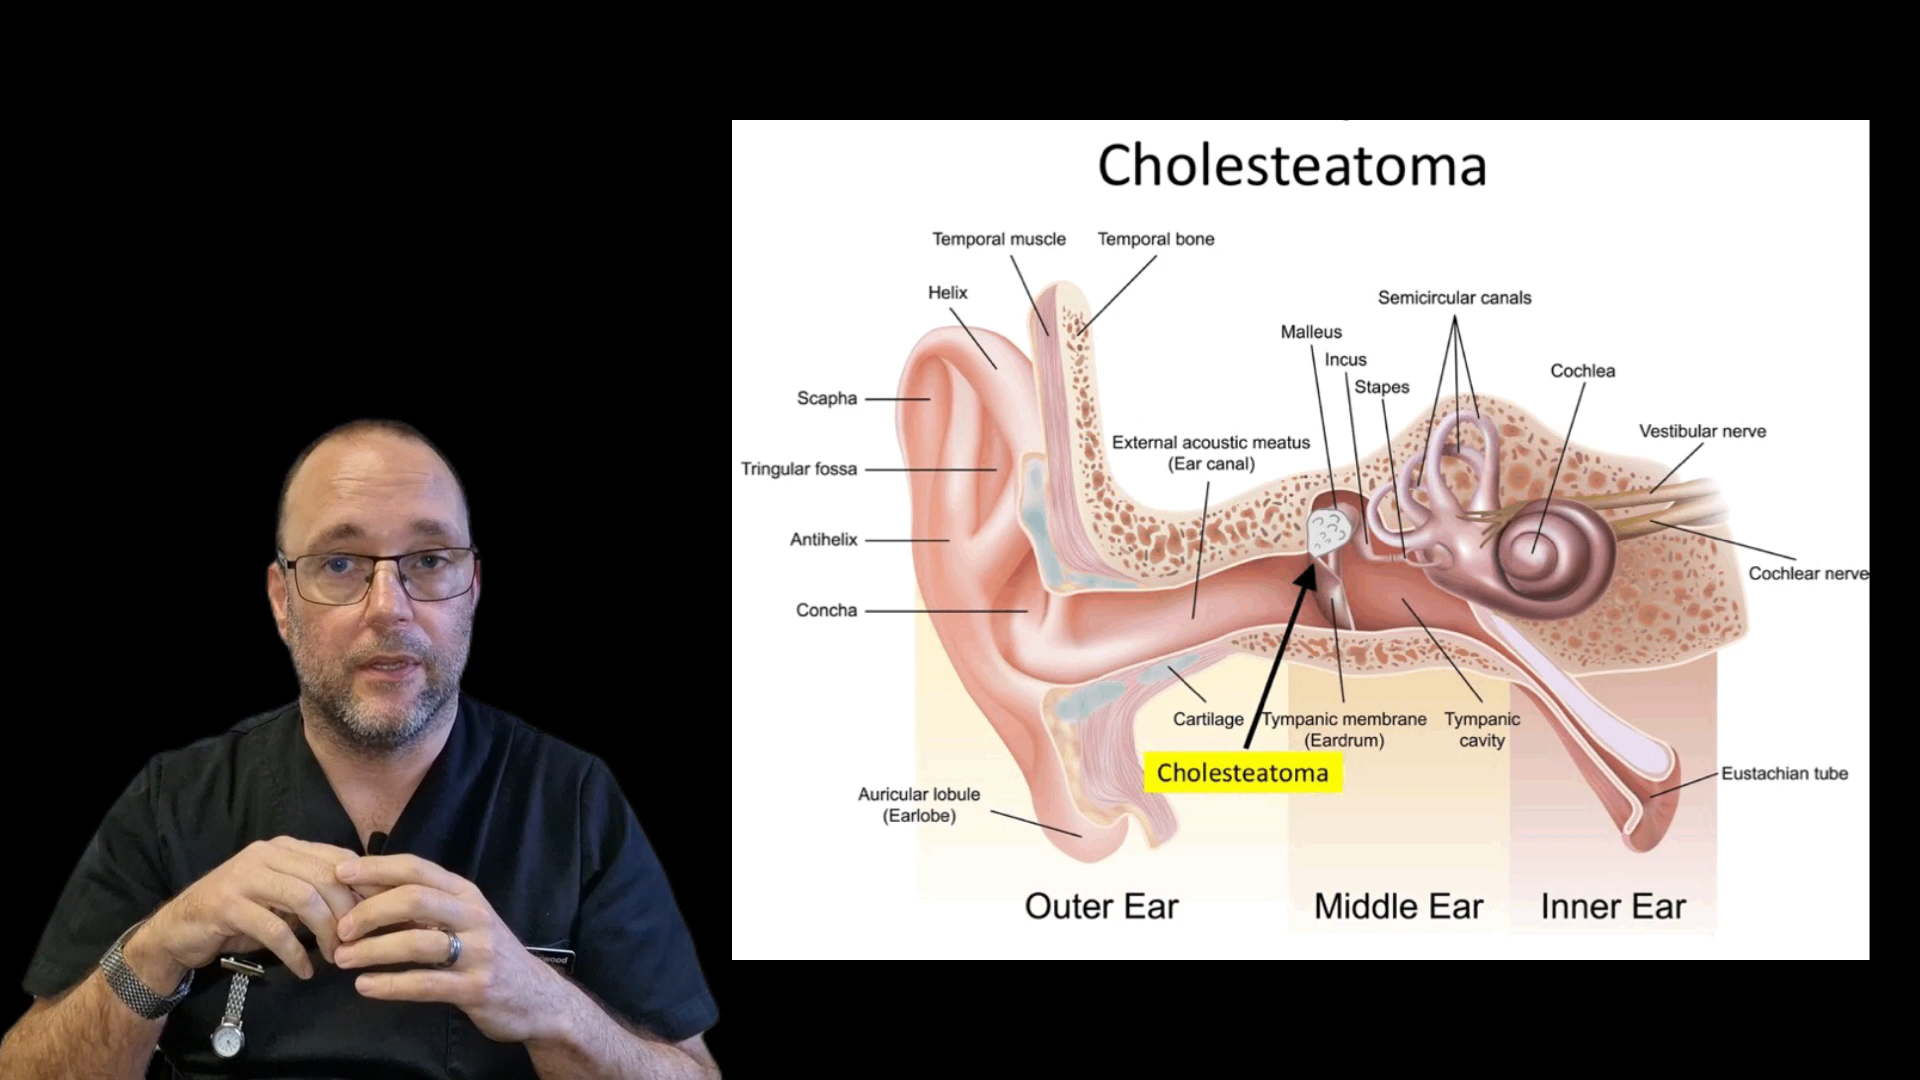 Cholesteatoma
Temporal muscle
Temporal bone
Helix
Semicircular canals
Malleus
Incus
Stapes
Cochlea
Scapha
Vestibular nerve
External acoustic meatus
(Ear canal)
Tringular fossa
Antihelix
Cochlear nerve
Concha
Cartilage
Tympanic membrane
(Eardrum)
Tympanic
cavity
Cholesteatoma
Eustachian tube
Auricular lobule
(Earlobe)
Outer Ear
Middle Ear
Inner Ear